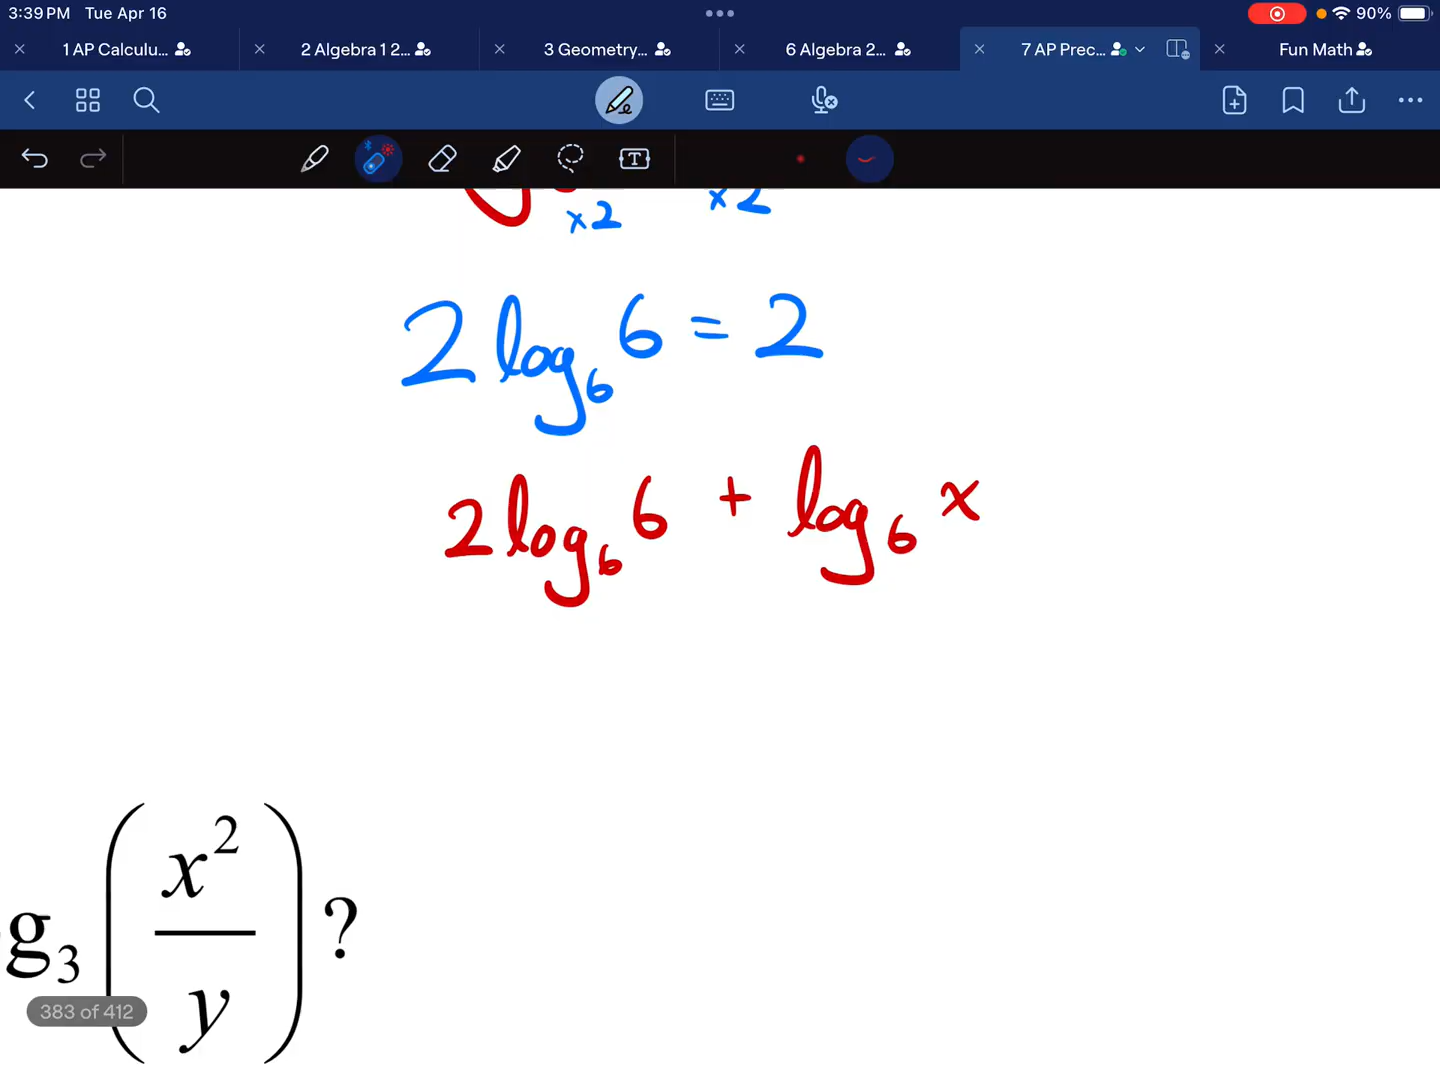 3:39 PM Tue Apr 16 90%
1 AP Calculu... 2 Algebra 1 2... 3 Geometry... 6 Algebra 2... 7 AP Prec... Fun Math
T
×2 ×2
2 log₆ 6 = 2
2 log₆ 6 + log₆ x
g₃ (x²/y) ?
383 of 412